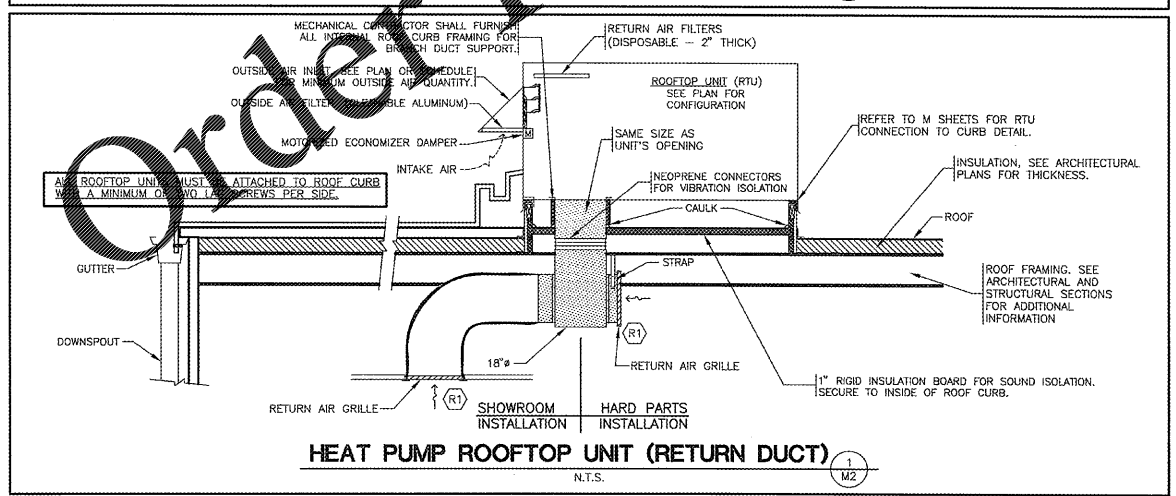 MECHANICAL CONTRACTOR SHALL FURNISH
ALL INTERNAL ROOF CURB FRAMING FOR
BRANCH DUCT SUPPORT.
RETURN AIR FILTERS
(DISPOSABLE – 2" THICK)
OUTSIDE AIR INLET. SEE PLAN OR SCHEDULE
FOR MINIMUM OUTSIDE AIR QUANTITY.
OUTSIDE AIR FILTER (CLEANABLE ALUMINUM)
MOTORIZED ECONOMIZER DAMPER
M
INTAKE AIR
ROOFTOP UNIT (RTU)
SEE PLAN FOR
CONFIGURATION
SAME SIZE AS
UNIT'S OPENING
REFER TO M SHEETS FOR RTU
CONNECTION TO CURB DETAIL.
NEOPRENE CONNECTORS
FOR VIBRATION ISOLATION
INSULATION, SEE ARCHITECTURAL
PLANS FOR THICKNESS.
ALL ROOFTOP UNITS MUST BE ATTACHED TO ROOF CURB
WITH A MINIMUM OF TWO LAG SCREWS PER SIDE.
CAULK
ROOF
GUTTER
STRAP
ROOF FRAMING. SEE
ARCHITECTURAL AND
STRUCTURAL SECTIONS
FOR ADDITIONAL
INFORMATION
DOWNSPOUT
R1
18"ø
RETURN AIR GRILLE
1" RIGID INSULATION BOARD FOR SOUND ISOLATION.
SECURE TO INSIDE OF ROOF CURB.
RETURN AIR GRILLE
R1
SHOWROOM
INSTALLATION
HARD PARTS
INSTALLATION
HEAT PUMP ROOFTOP UNIT (RETURN DUCT)
1
M2
N.T.S.
Order